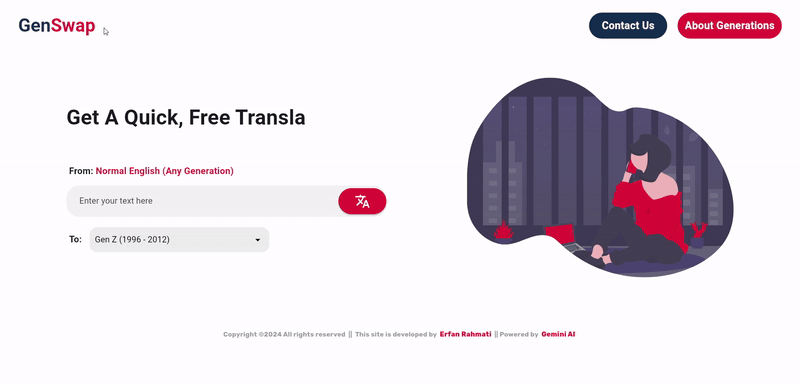 GenSwap
Contact Us
About Generations
Get A Quick, Free Transla
From: Normal English (Any Generation)
Enter your text here
To: Gen Z (1996 - 2012)
Copyright ©2024 All rights reserved || This site is developed by Erfan Rahmati || Powered by Gemini AI